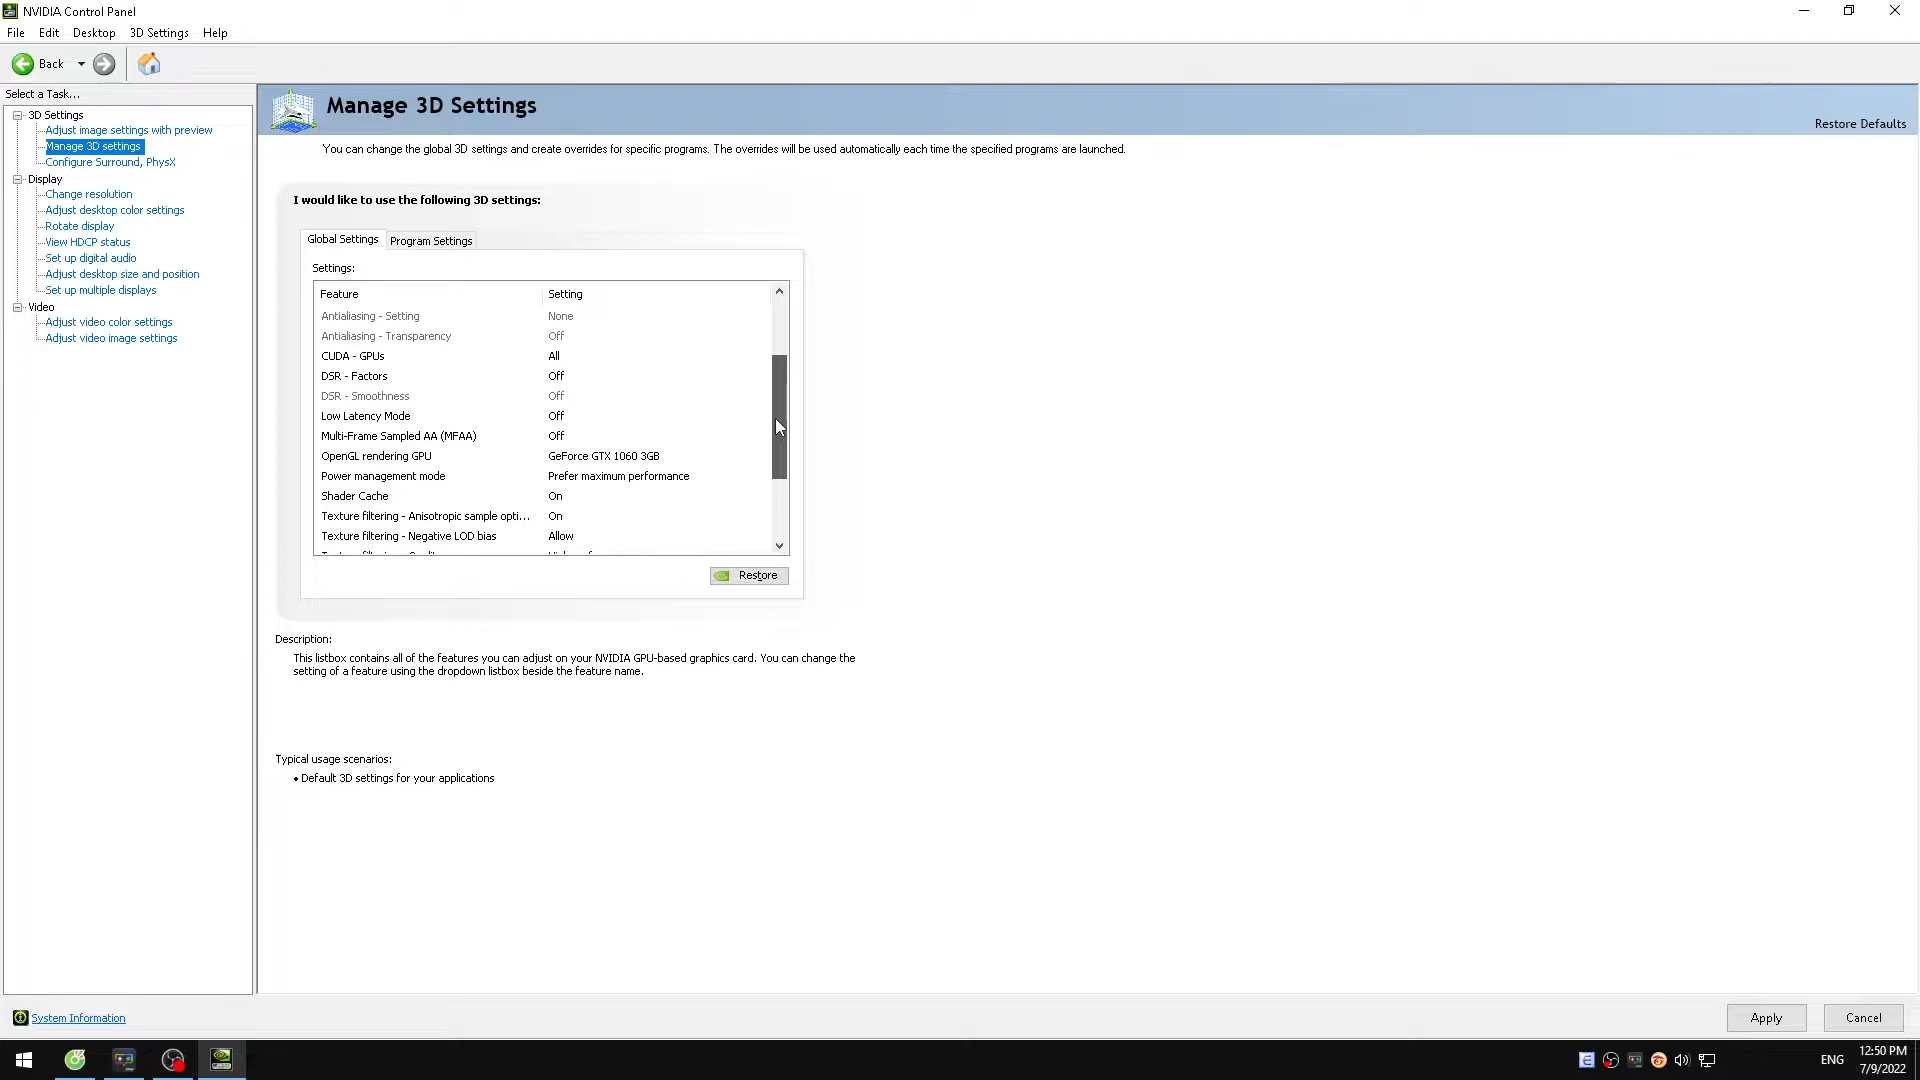 NVIDIA Control Panel
File Edit Desktop 3D Settings Help
Back
Select a Task...
3D Settings
Adjust image settings with preview
Manage 3D settings
Configure Surround, PhysX
Display
Change resolution
Adjust desktop color settings
Rotate display
View HDCP status
Set up digital audio
Adjust desktop size and position
Set up multiple displays
Video
Adjust video color settings
Adjust video image settings
Manage 3D Settings
Restore Defaults
You can change the global 3D settings and create overrides for specific programs. The overrides will be used automatically each time the specified programs are launched.
I would like to use the following 3D settings:
Global Settings Program Settings
Settings:
Feature Setting
Antialiasing - Setting None
Antialiasing - Transparency Off
CUDA - GPUs All
DSR - Factors Off
DSR - Smoothness Off
Low Latency Mode Off
Multi-Frame Sampled AA (MFAA) Off
OpenGL rendering GPU GeForce GTX 1060 3GB
Power management mode Prefer maximum performance
Shader Cache On
Texture filtering - Anisotropic sample opti... On
Texture filtering - Negative LOD bias Allow
Restore
Description:
This listbox contains all of the features you can adjust on your NVIDIA GPU-based graphics card. You can change the
setting of a feature using the dropdown listbox beside the feature name.
Typical usage scenarios:
• Default 3D settings for your applications
System Information
Apply Cancel
ENG
12:50 PM
7/9/2022